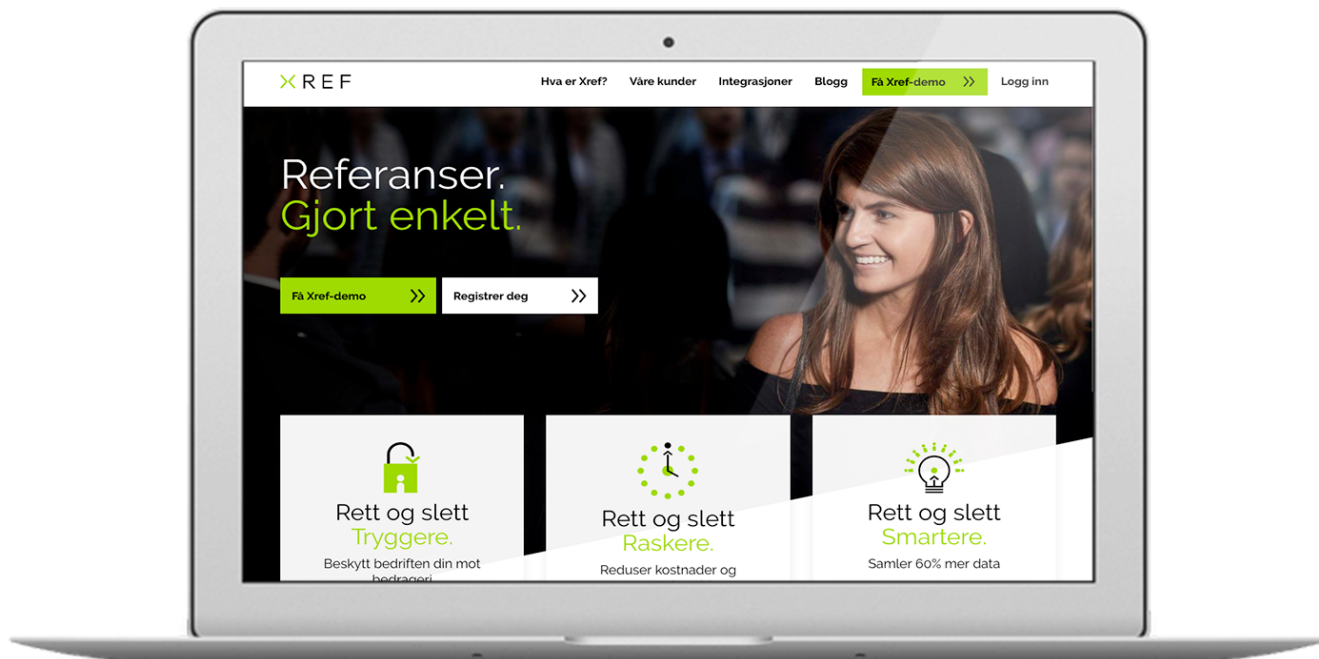 XREF
Hva er Xref? Våre kunder Integrasjoner Blogg Få Xref-demo Logg inn
Referanser.
Gjort enkelt.
Få Xref-demo Registrer deg
Rett og slett
Tryggere.
Beskytt bedriften din mot
bedrageri
Rett og slett
Raskere.
Reduser kostnader og
Rett og slett
Smartere.
Samler 60% mer data